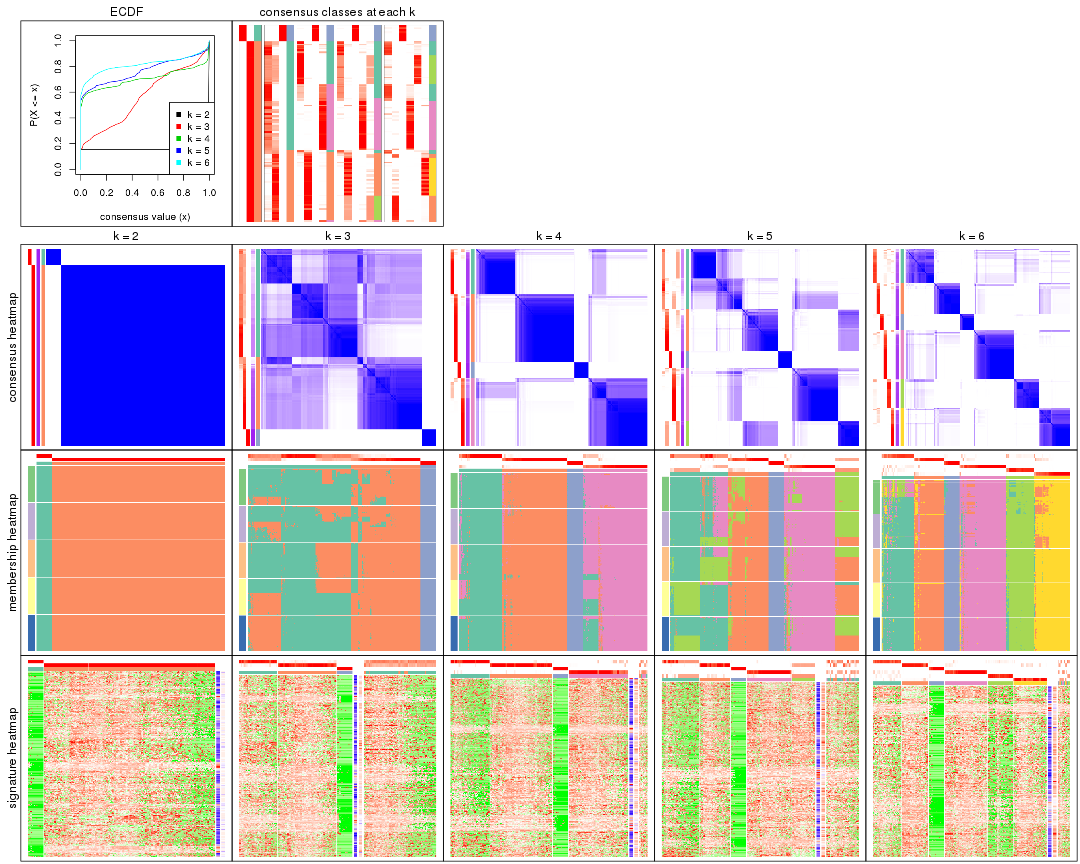 ECDF
consensus classes at each k
P(X <= x)
0.0 0.2 0.4 0.6 0.8 1.0
k = 2
k = 3
k = 4
k = 5
k = 6
0.0 0.2 0.4 0.6 0.8 1.0
consensus value (x)
k = 2
k = 3
k = 4
k = 5
k = 6
consensus heatmap
membership heatmap
signature heatmap